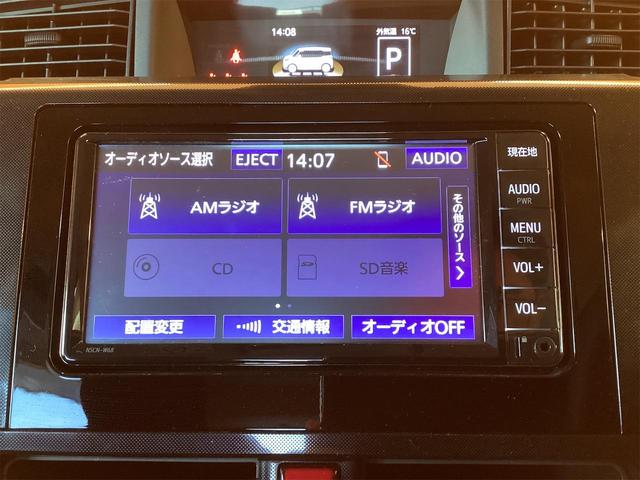 14:08
外気温 16℃
P
オーディオソース選択 EJECT 14:07 AUDIO
AMラジオ
FMラジオ
その他のソース
CD
SD音楽
配置変更
交通情報
オーディオOFF
現在地
AUDIO
PWR
MENU
CTRL
VOL+
VOL-
NSCN-W68